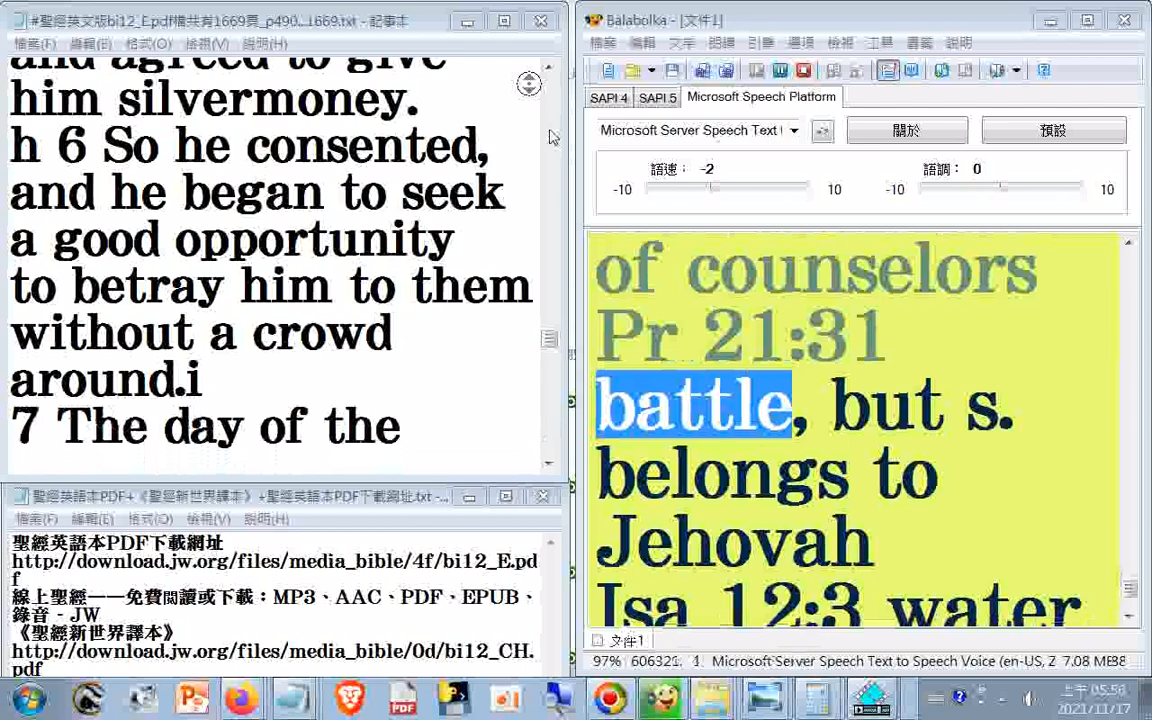 #聖經英文版bi12_E.pdf檔共有1669頁_p490...1669.txt - 記事本
檔案(F) 編輯(E) 格式(O) 檢視(V) 說明(H)
and agreed to give
him silvermoney.
h 6 So he consented,
and he began to seek
a good opportunity
to betray him to them
without a crowd
around.i
7 The day of the
聖經英語本PDF+《聖經新世界譯本》+聖經英語本PDF下載網址.txt -...
檔案(F) 編輯(E) 格式(O) 檢視(V) 說明(H)
聖經英語本PDF下載網址
http://download.jw.org/files/media_bible/4f/bi12_E.pd
f
線上聖經——免費閱讀或下載：MP3、AAC、PDF、EPUB、
錄音 - JW
《聖經新世界譯本》
http://download.jw.org/files/media_bible/0d/bi12_CH.
pdf
Balabolka - [文件1]
檔案 編輯 文字 朗讀 引擎 選項 檢視 工具 書籤 說明
SAPI 4 SAPI 5 Microsoft Speech Platform
Microsoft Server Speech Text 關於 預設
語速： -2 語調： 0
-10 10 -10 10
of counselors
Pr 21:31
battle, but s.
belongs to
Jehovah
Isa 12:3 water
文件1
97% Microsoft Server Speech Text to Speech Voice (en-US, Z 7.08 MB
上午 05:56
2021/11/17